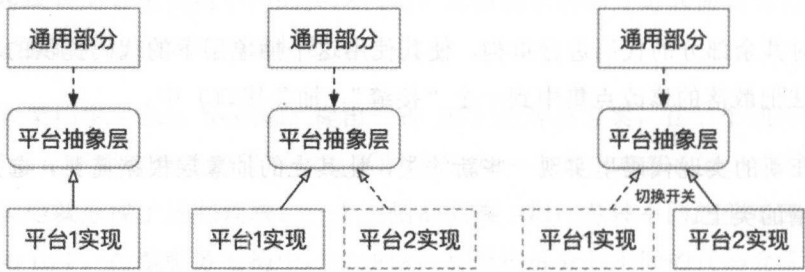 通用部分 通用部分 通用部分
平台抽象层 平台抽象层 平台抽象层
切换开关
平台1实现 平台1实现 平台2实现 平台1实现 平台2实现